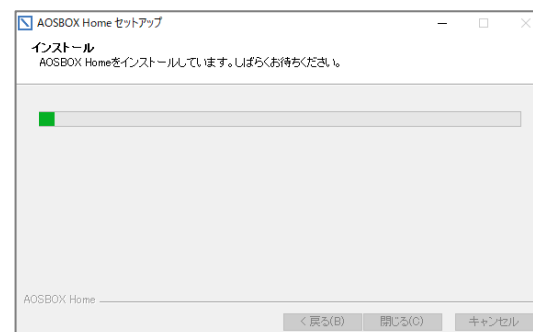 AOSBOX Home セットアップ
インストール
AOSBOX Homeをインストールしています。しばらくお待ちください。
AOSBOX Home
< 戻る(B) 閉じる(C) キャンセル